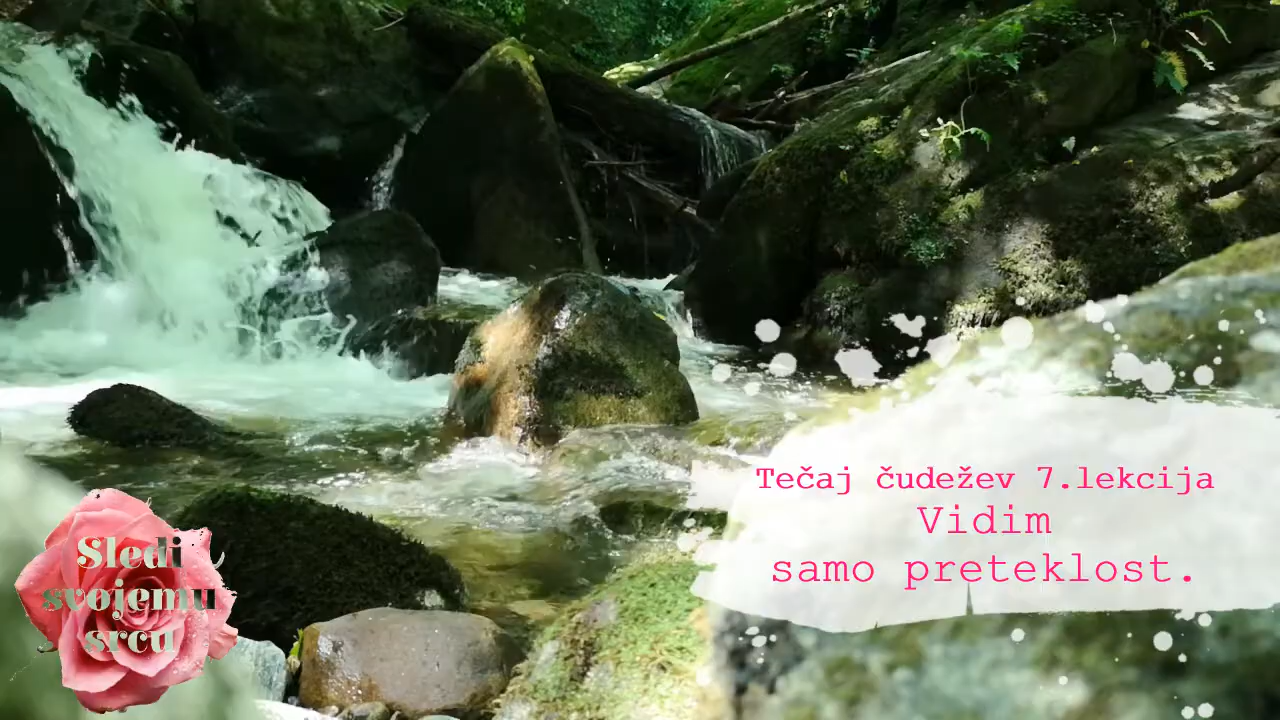 Tečaj čudežev 7.lekcija
Vidim
samo preteklost.
Sledi
svojemu
srcu